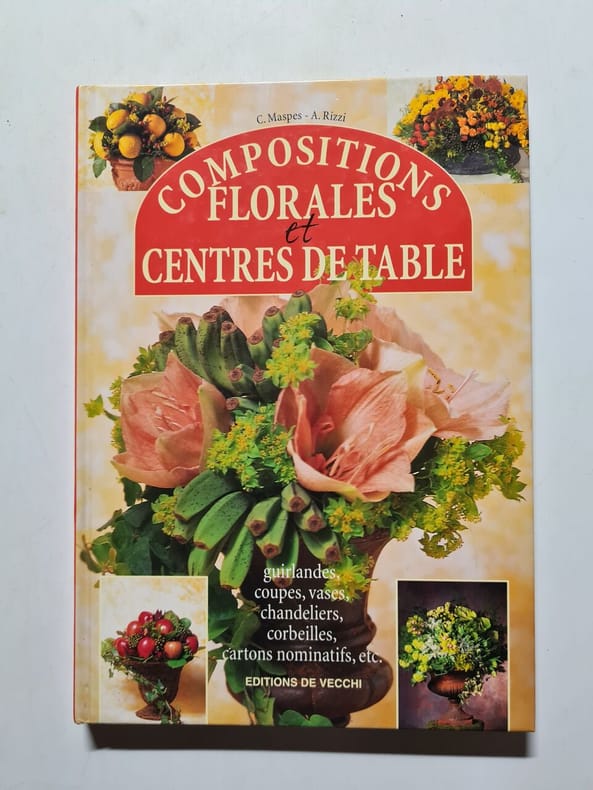 C. Maspes - A. Rizzi
COMPOSITIONS
FLORALES
et
CENTRES DE TABLE
guirlandes,
coupes, vases,
chandeliers,
corbeilles,
cartons nominatifs, etc.
EDITIONS DE VECCHI